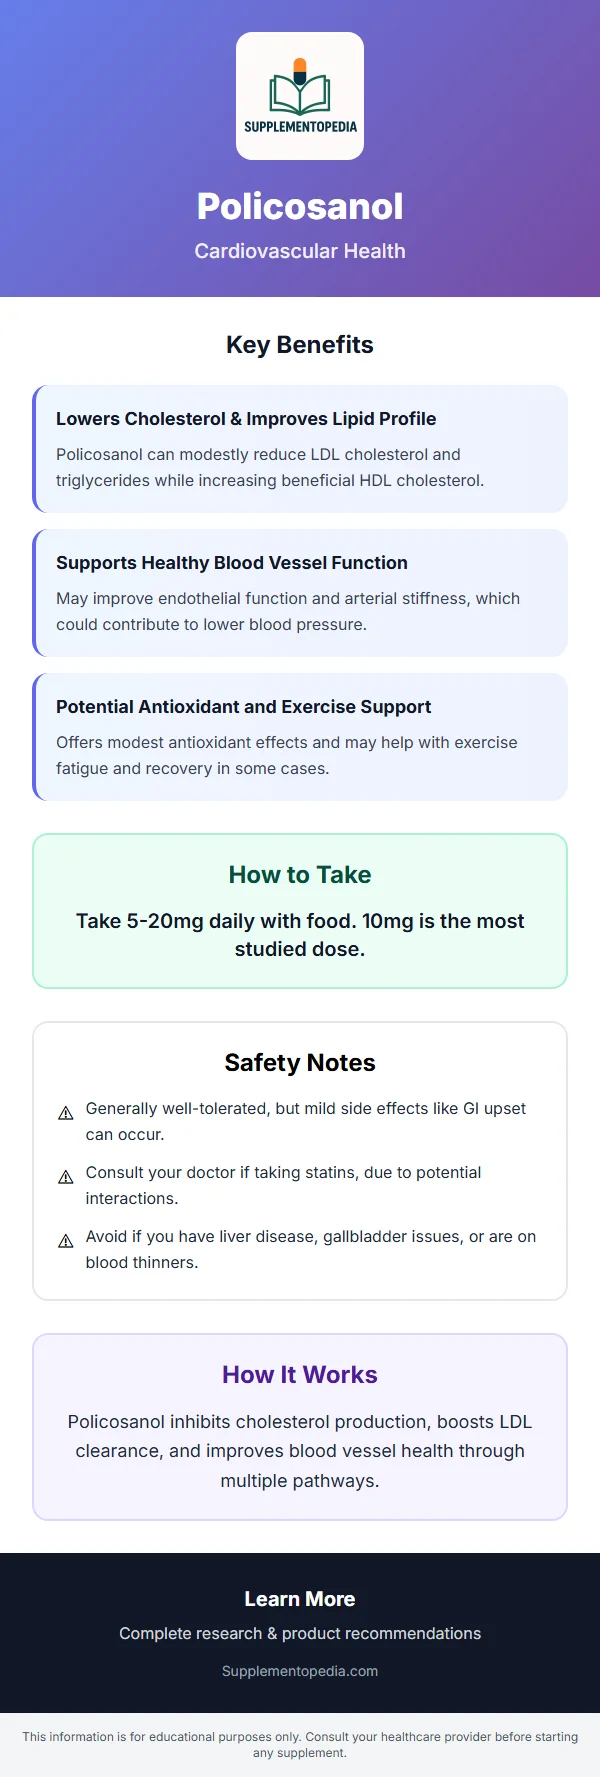 SUPPLEMENTOPEDIA
Policosanol
Cardiovascular Health
Key Benefits
Lowers Cholesterol & Improves Lipid Profile
Policosanol can modestly reduce LDL cholesterol and
triglycerides while increasing beneficial HDL cholesterol.
Supports Healthy Blood Vessel Function
May improve endothelial function and arterial stiffness, which
could contribute to lower blood pressure.
Potential Antioxidant and Exercise Support
Offers modest antioxidant effects and may help with exercise
fatigue and recovery in some cases.
How to Take
Take 5-20mg daily with food. 10mg is the most
studied dose.
Safety Notes
Generally well-tolerated, but mild side effects like GI upset
can occur.
Consult your doctor if taking statins, due to potential
interactions.
Avoid if you have liver disease, gallbladder issues, or are on
blood thinners.
How It Works
Policosanol inhibits cholesterol production, boosts LDL
clearance, and improves blood vessel health through
multiple pathways.
Learn More
Complete research & product recommendations
Supplementopedia.com
This information is for educational purposes only. Consult your healthcare provider before starting
any supplement.